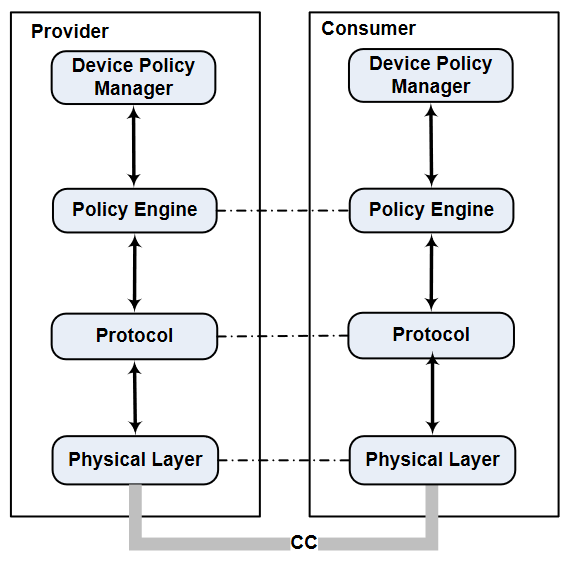 Provider
Device Policy
Manager
Policy Engine
Protocol
Physical Layer
Consumer
Device Policy
Manager
Policy Engine
Protocol
Physical Layer
CC